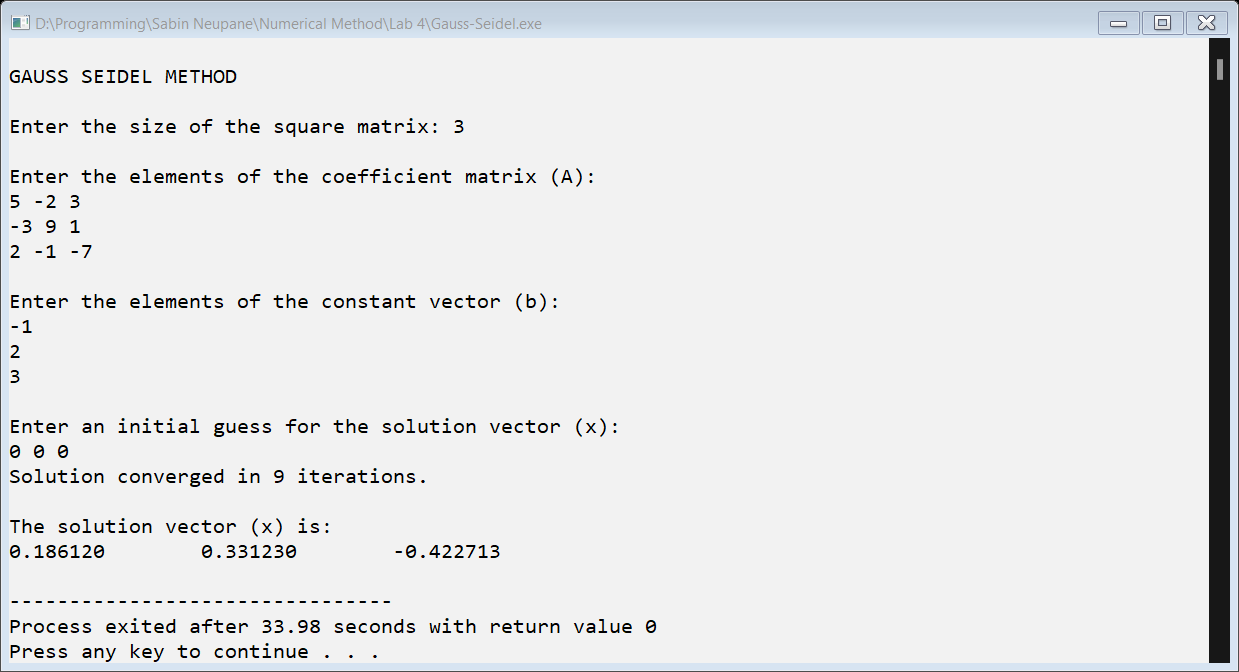 D:\Programming\Sabin Neupane\Numerical Method\Lab 4\Gauss-Seidel.exe
GAUSS SEIDEL METHOD
Enter the size of the square matrix: 3
Enter the elements of the coefficient matrix (A):
5 -2 3
-3 9 1
2 -1 -7
Enter the elements of the constant vector (b):
-1
2
3
Enter an initial guess for the solution vector (x):
0 0 0
Solution converged in 9 iterations.
The solution vector (x) is:
0.186120        0.331230        -0.422713
--------------------------------
Process exited after 33.98 seconds with return value 0
Press any key to continue . . .